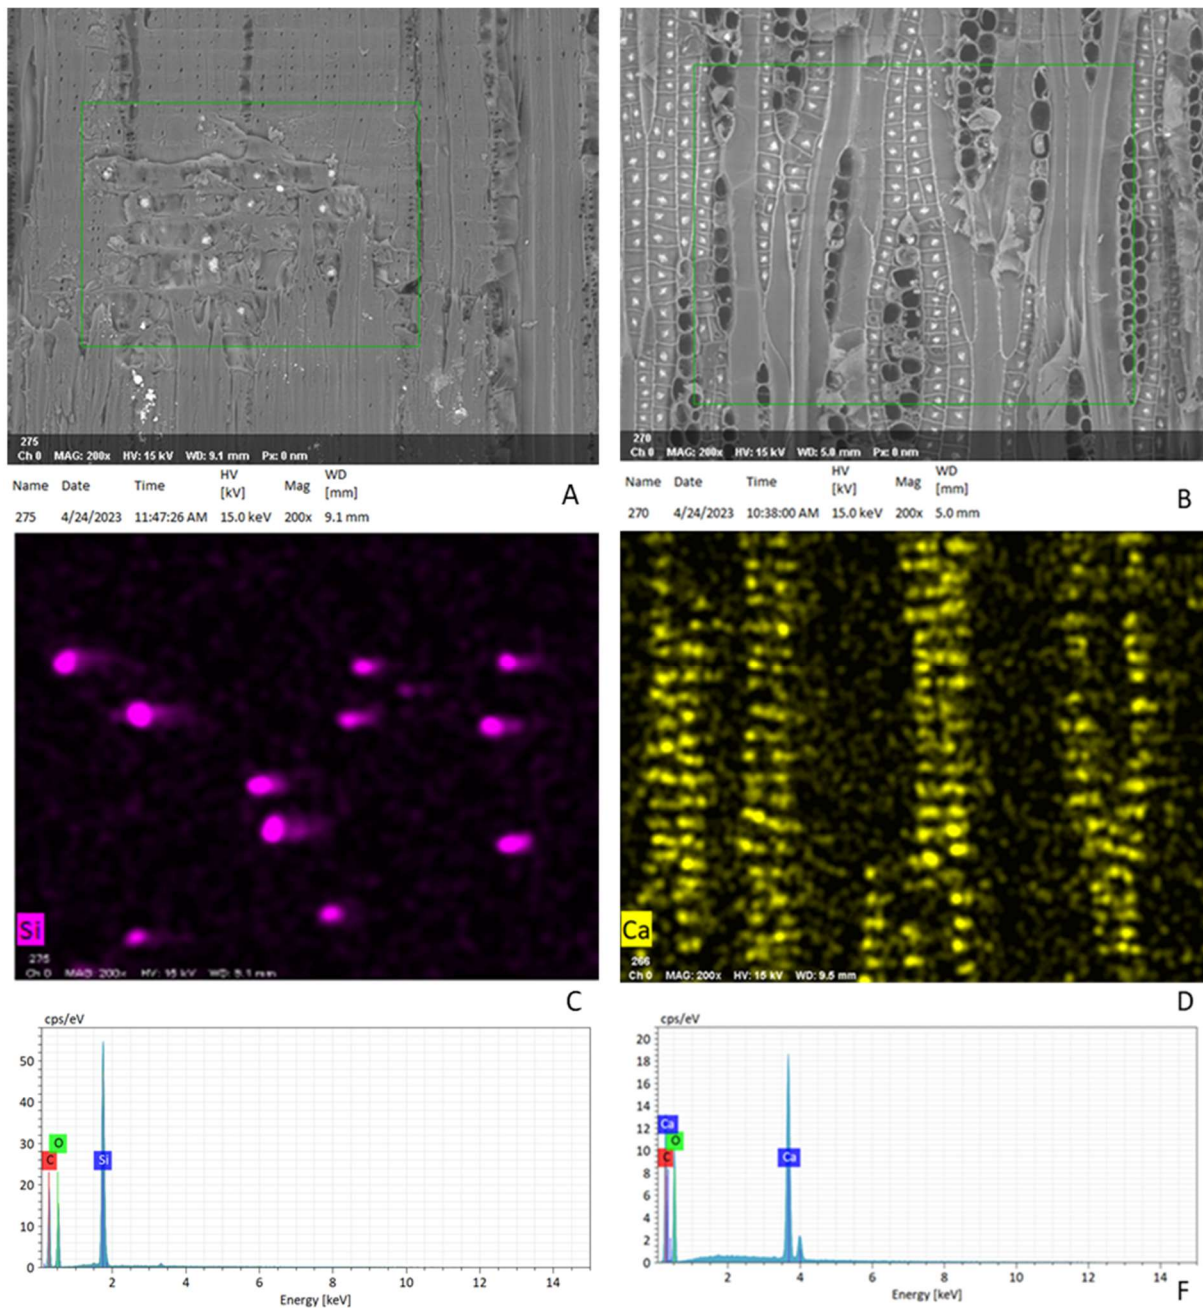 275
Ch 0 MAG: 200x HV: 15 kV WD: 9.1 mm Px: 0 nm
270
Ch 0 MAG: 200x HV: 15 kV WD: 5.0 mm Px: 0 nm
Name Date Time HV [kV] Mag WD [mm]
275 4/24/2023 11:47:26 AM 15.0 keV 200x 9.1 mm
A
Name Date Time HV [kV] Mag WD [mm]
270 4/24/2023 10:38:00 AM 15.0 keV 200x 5.0 mm
B
Si
275
Ch 0 MAG: 200x HV: 15 kV WD: 9.1 mm
C
Ca
266
Ch 0 MAG: 200x HV: 15 kV WD: 9.5 mm
D
cps/eV
50
40
30
20
10
0
C
O
Si
2 4 6 8 10 12 14
Energy [keV]
cps/eV
20
18
16
14
12
10
8
6
4
2
0
Ca
O
C
Ca
2 4 6 8 10 12 14
Energy [keV]
F